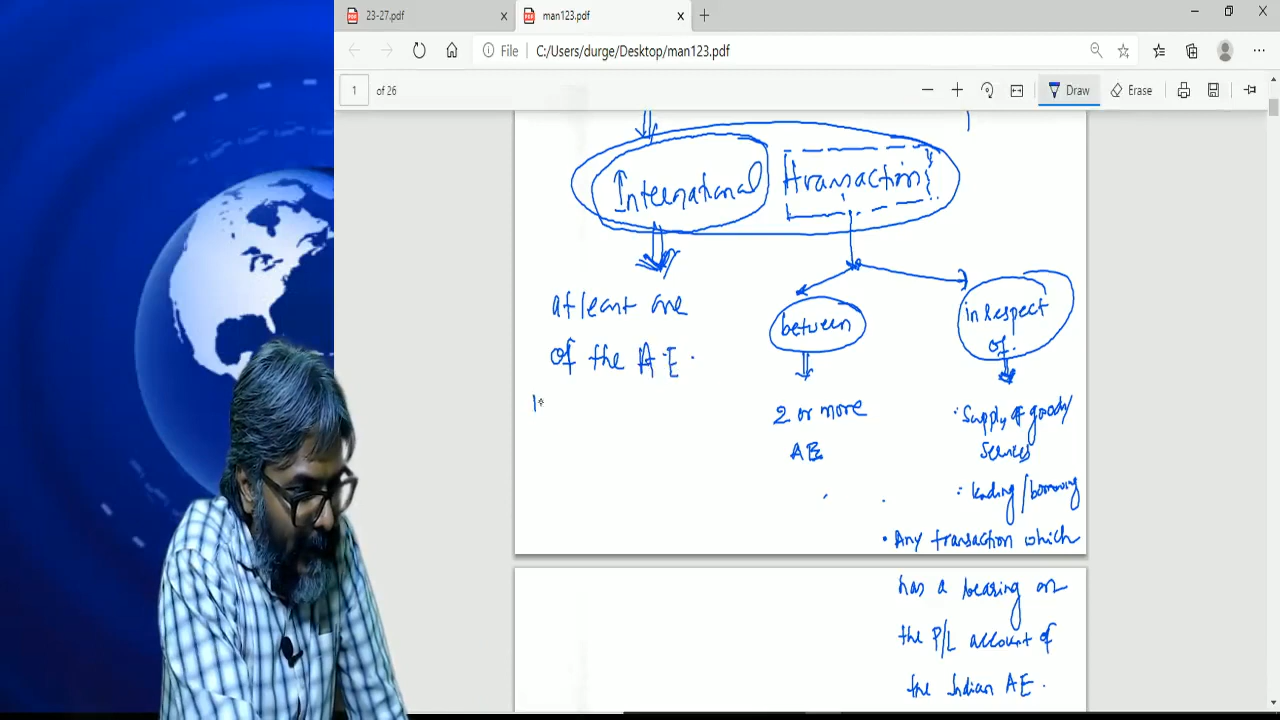 23-27.pdf
man123.pdf
File C:/Users/durge/Desktop/man123.pdf
1 of 26
Draw
Erase
International transaction
atleast one
of the A.E.
between
in Respect
of.
2 or more
AEs
Supply of goods/
Services
lending/borrowing
• Any transaction which
has a bearing on
the P/L account of
the Indian AE.